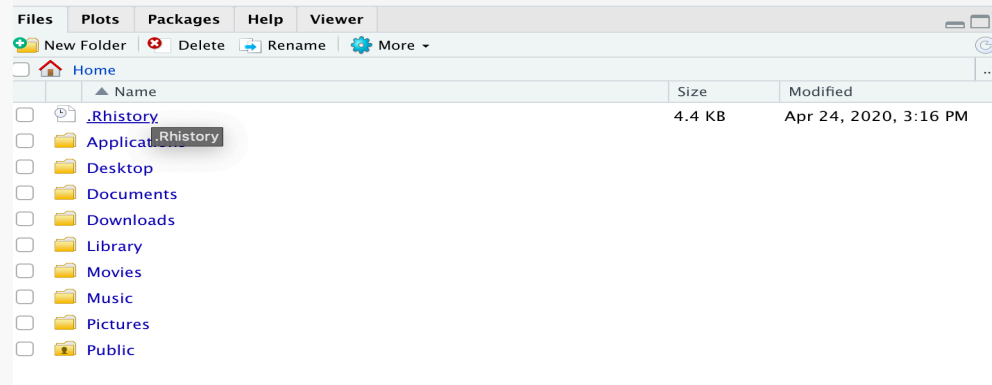 Files Plots Packages Help Viewer
New Folder Delete Rename More
Home ..
Name Size Modified
.Rhistory 4.4 KB Apr 24, 2020, 3:16 PM
.Rhistory
Applications
Desktop
Documents
Downloads
Library
Movies
Music
Pictures
Public